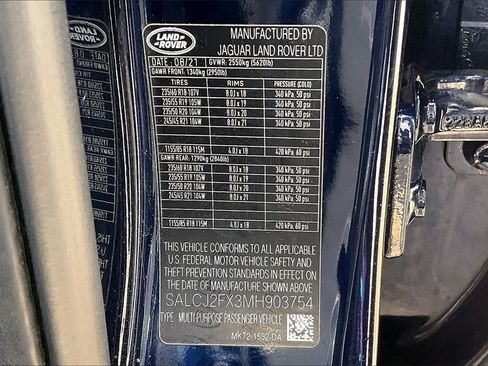 LAND-
ROVER
MANUFACTURED BY
JAGUAR LAND ROVER LTD
DATE: 08/21 GVWR: 2550kg (5620lb)
GAWR FRONT: 1340kg (2950lb)
TIRES RIMS PRESSURE (COLD)
235/60 R18 107V 8.0J x 18 340 kPa, 50 psi
235/55 R19 105W 8.0J x 19 340 kPa, 50 psi
235/50 R20 104W 8.0J x 20 340 kPa, 50 psi
245/45 R21 104W 8.0J x 21 340 kPa, 50 psi
T155/85 R18 115M 4.0J x 18 420 kPa, 60 psi
GAWR REAR: 1290kg (2840lb)
235/60 R18 107V 8.0J x 18 340 kPa, 50 psi
235/55 R19 105W 8.0J x 19 340 kPa, 50 psi
235/50 R20 104W 8.0J x 20 340 kPa, 50 psi
245/45 R21 104W 8.0J x 21 340 kPa, 50 psi
T155/85 R18 115M 4.0J x 18 420 kPa, 60 psi
THIS VEHICLE CONFORMS TO ALL APPLICABLE
U.S. FEDERAL MOTOR VEHICLE SAFETY
STANDARDS IN EFFECT ON THE DATE
OF MANUFACTURE SHOWN ABOVE
SALCJ2FX3MH903754
TYPE: MULTI-PURPOSE PASSENGER VEHICLE
MK72-1532-DA